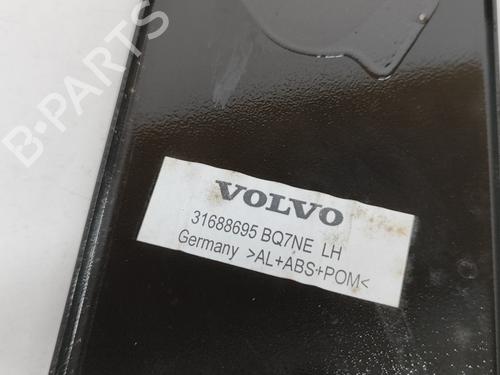 B-PARTS
VOLVO
31688695 BQ7NE LH
Germany >AL+ABS+POM<